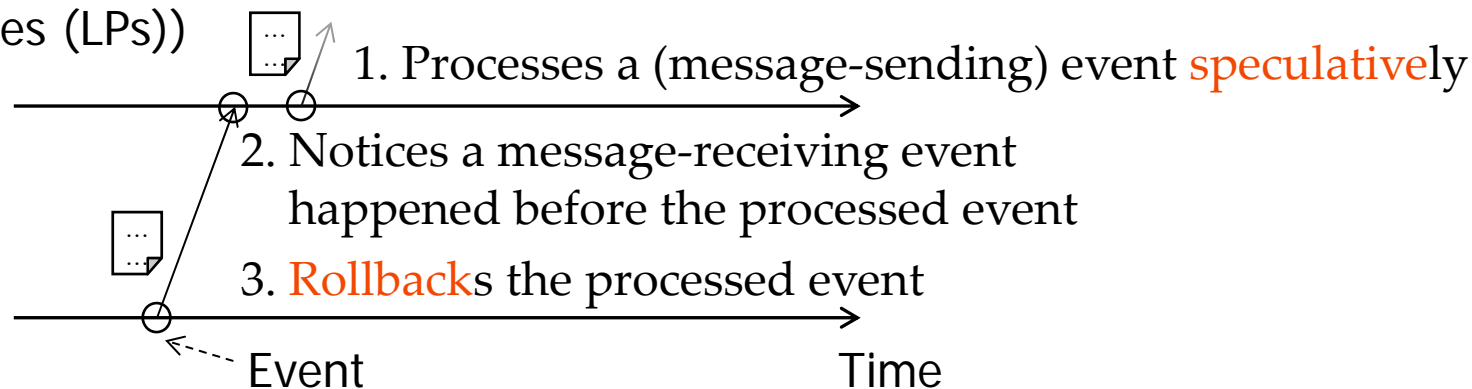 es (LPs))
...
...
1. Processes a (message-sending) event speculatively
2. Notices a message-receiving event
happened before the processed event
...
...
3. Rollbacks the processed event
Event
Time